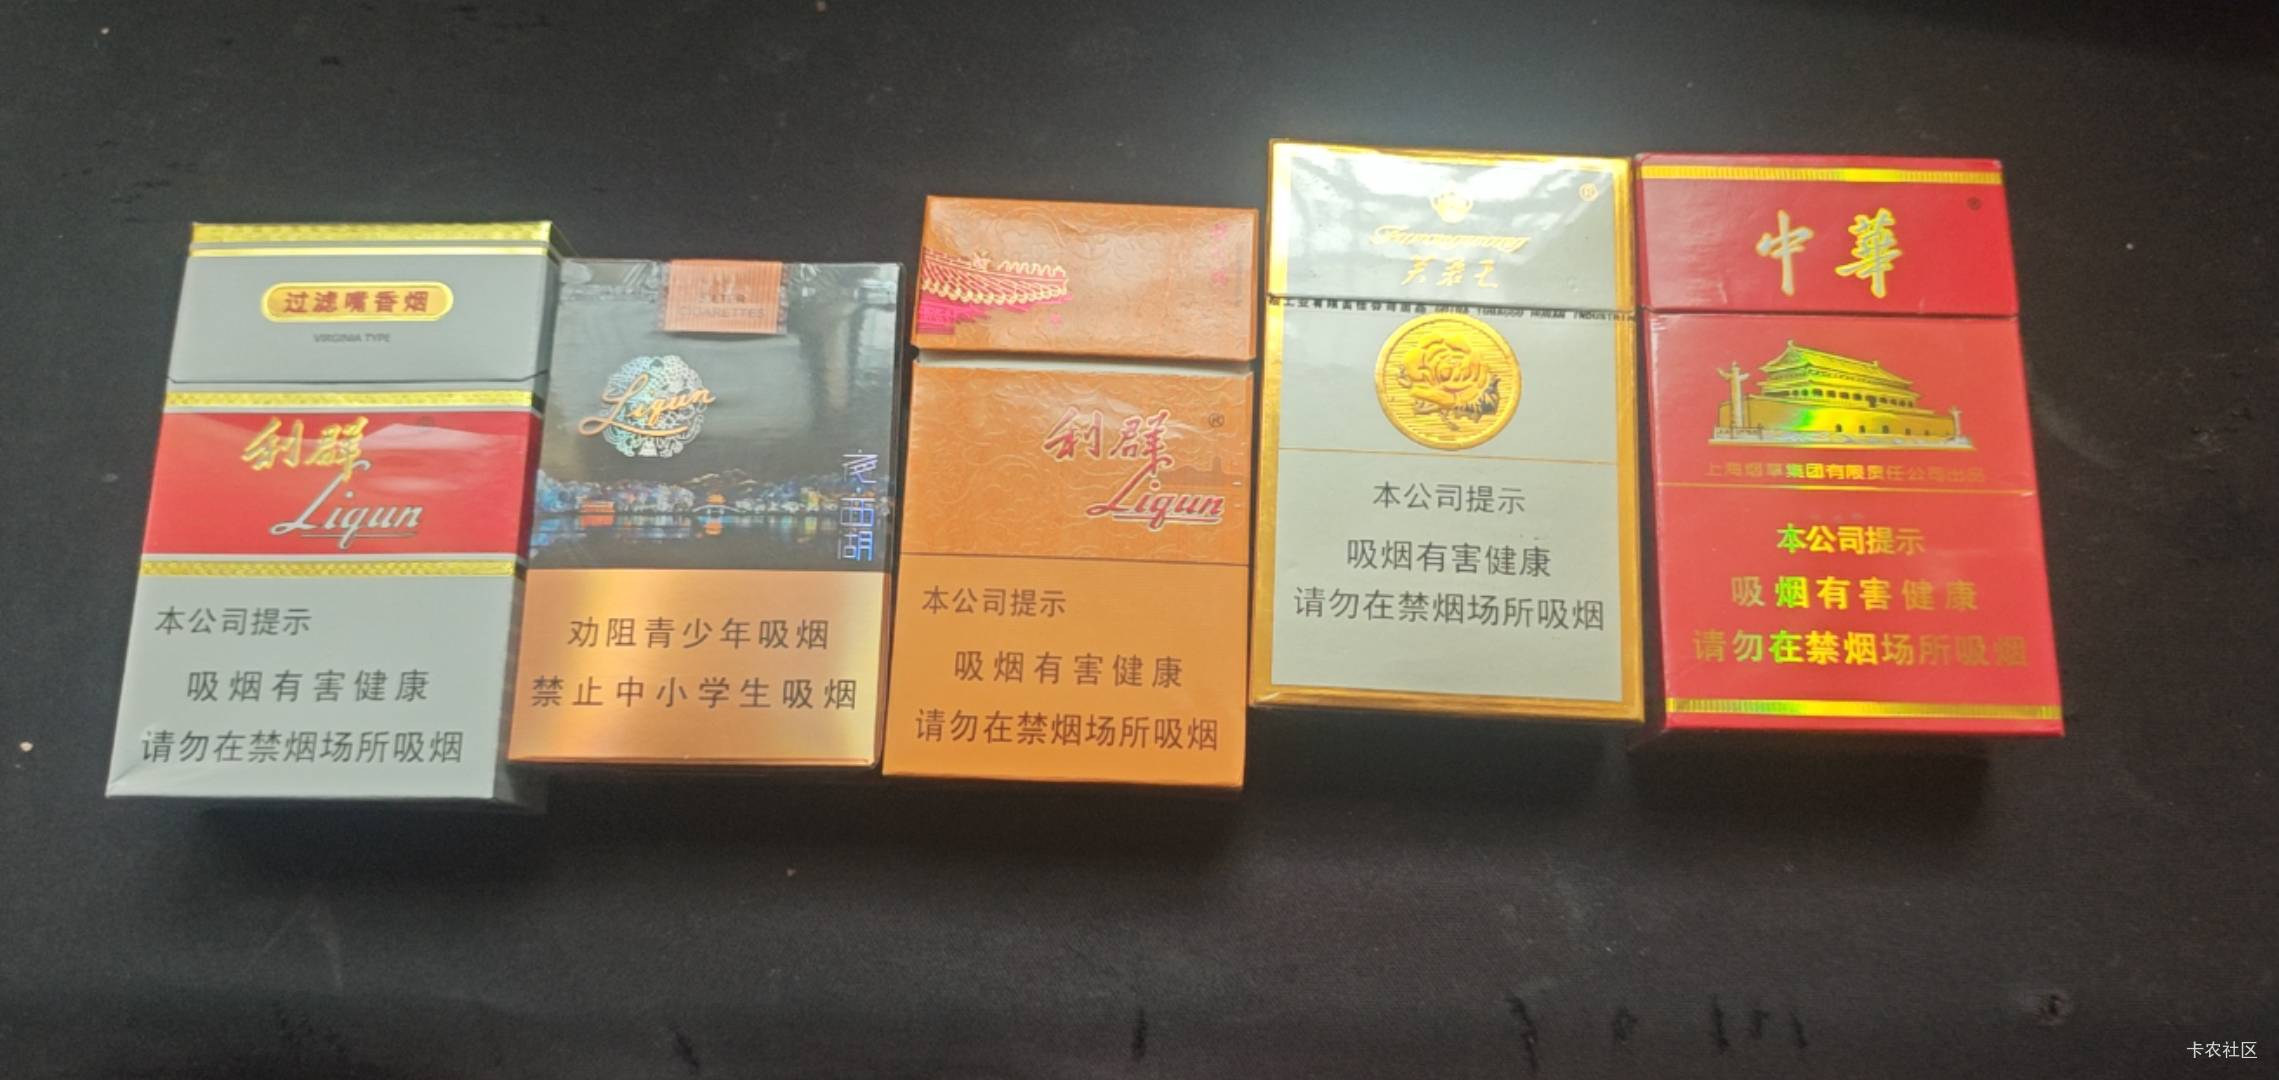 过滤嘴香烟
VIRGINIA TYPE
利群
Liqun
本公司提示
吸烟有害健康
请勿在禁烟场所吸烟
CIGARETTES
Liqun
夜·西湖
劝阻青少年吸烟
禁止中小学生吸烟
利群
®
Liqun
本公司提示
吸烟有害健康
请勿在禁烟场所吸烟
®
芙蓉王
本公司提示
吸烟有害健康
请勿在禁烟场所吸烟
®
中華
上海烟草集团有限责任公司出品
本公司提示
吸烟有害健康
请勿在禁烟场所吸烟
卡农社区